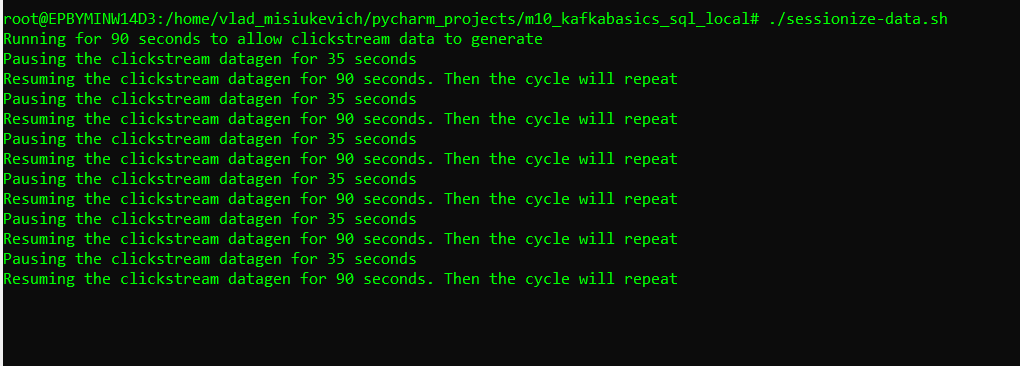 root@EPBYMINW14D3:/home/vlad_misiukevich/pycharm_projects/m10_kafkabasics_sql_local# ./sessionize-data.sh
Running for 90 seconds to allow clickstream data to generate
Pausing the clickstream datagen for 35 seconds
Resuming the clickstream datagen for 90 seconds. Then the cycle will repeat
Pausing the clickstream datagen for 35 seconds
Resuming the clickstream datagen for 90 seconds. Then the cycle will repeat
Pausing the clickstream datagen for 35 seconds
Resuming the clickstream datagen for 90 seconds. Then the cycle will repeat
Pausing the clickstream datagen for 35 seconds
Resuming the clickstream datagen for 90 seconds. Then the cycle will repeat
Pausing the clickstream datagen for 35 seconds
Resuming the clickstream datagen for 90 seconds. Then the cycle will repeat
Pausing the clickstream datagen for 35 seconds
Resuming the clickstream datagen for 90 seconds. Then the cycle will repeat